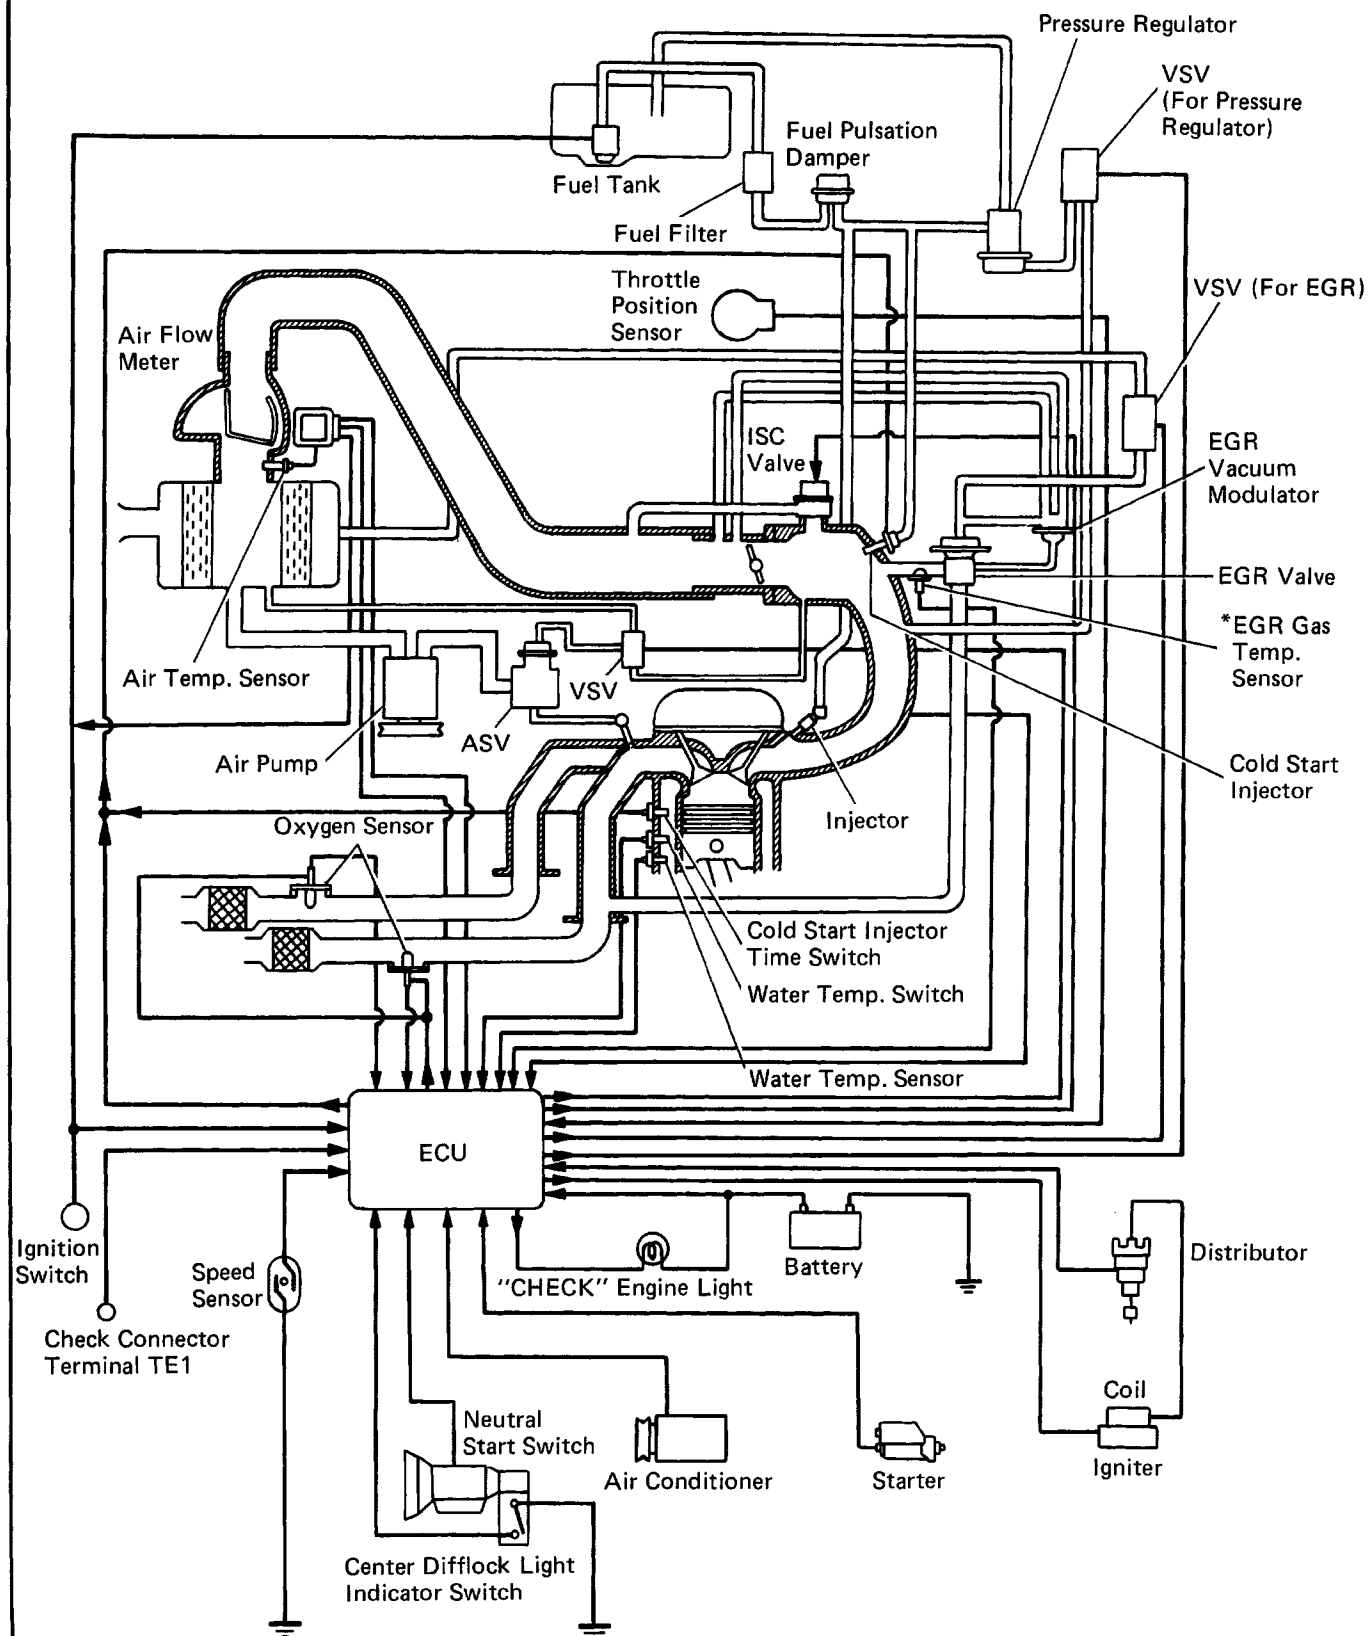 Pressure Regulator
VSV
(For Pressure
Regulator)
Fuel Pulsation
Damper
Fuel Tank
Fuel Filter
Throttle
Position
Sensor
VSV (For EGR)
Air Flow
Meter
ISC
Valve
EGR
Vacuum
Modulator
EGR Valve
*EGR Gas
Temp.
Sensor
Air Temp. Sensor
VSV
ASV
Air Pump
Cold Start
Injector
Injector
Oxygen Sensor
Cold Start Injector
Time Switch
Water Temp. Switch
Water Temp. Sensor
ECU
Ignition
Switch
Speed
Sensor
"CHECK" Engine Light
Battery
Distributor
Check Connector
Terminal TE1
Neutral
Start Switch
Air Conditioner
Starter
Coil
Igniter
Center Difflock Light
Indicator Switch